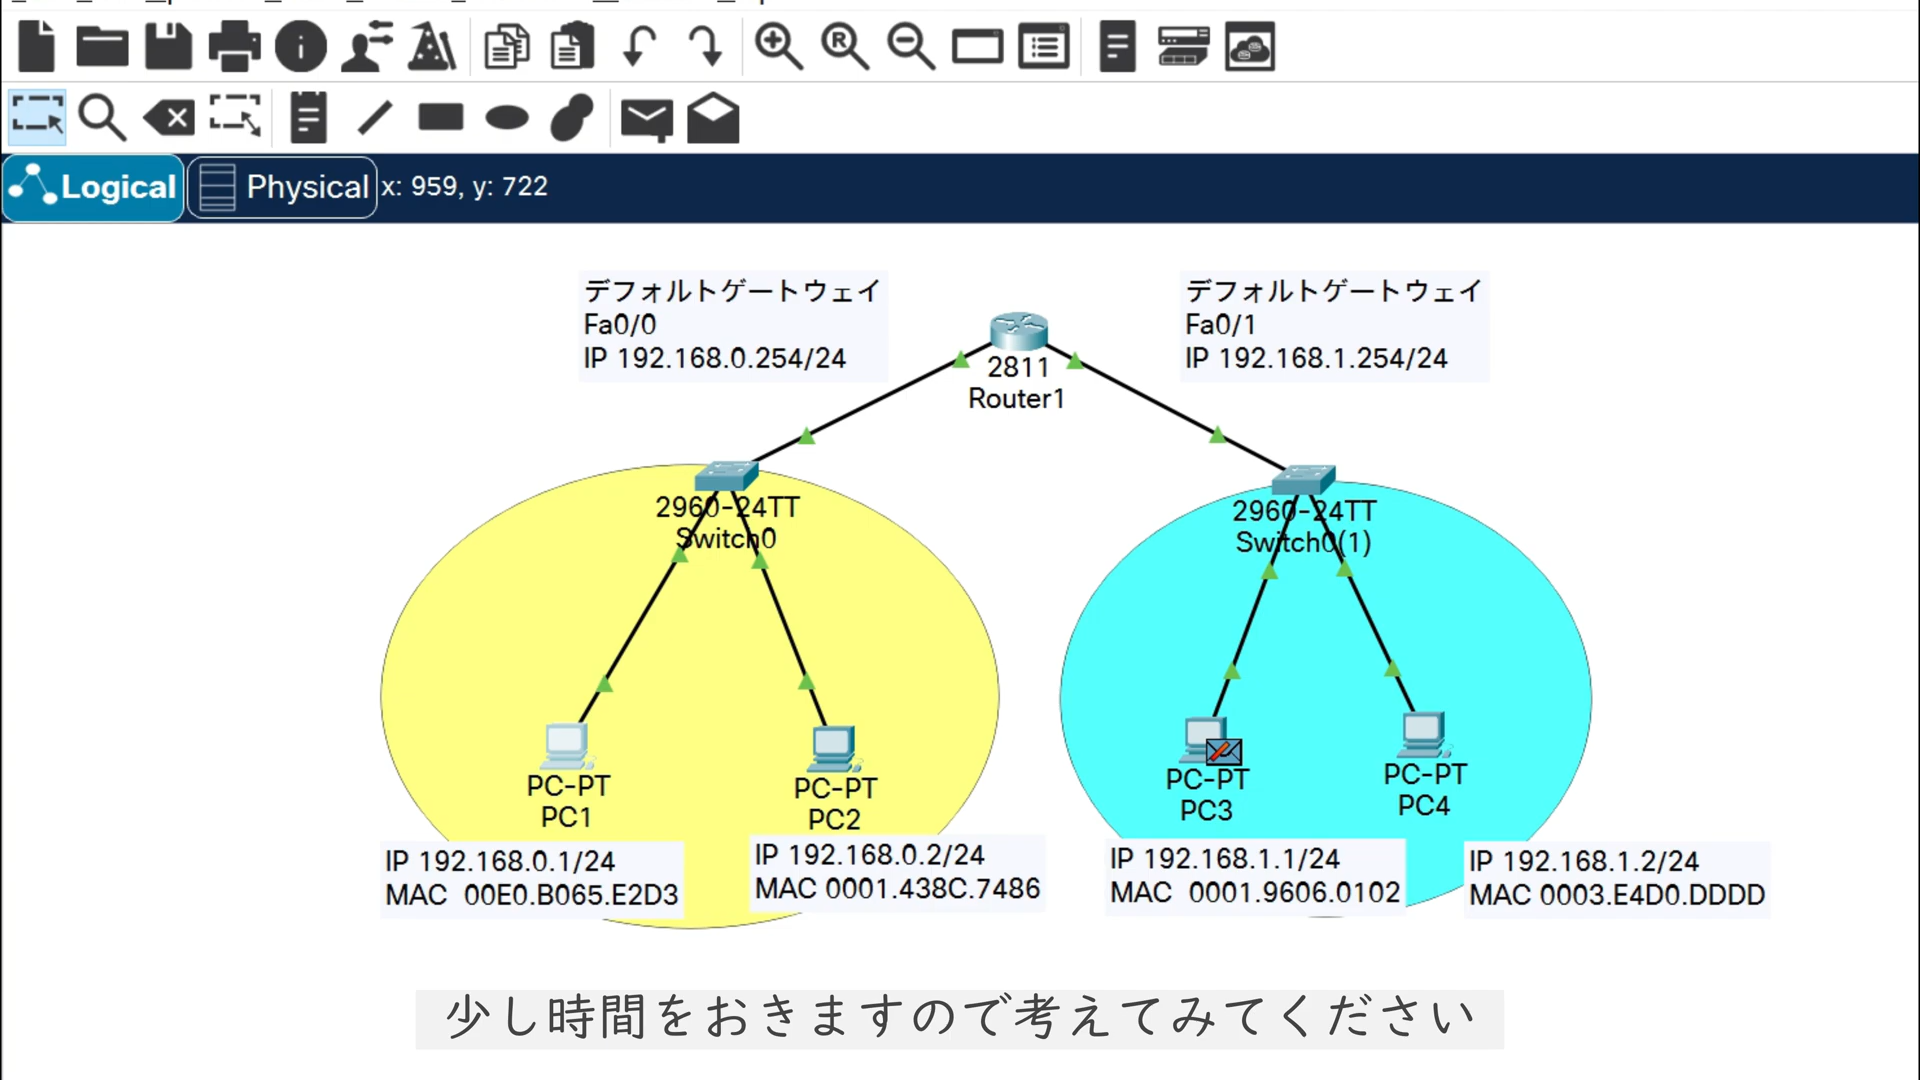 Logical
Physical
x: 959, y: 722
デフォルトゲートウェイ
Fa0/0
IP 192.168.0.254/24
デフォルトゲートウェイ
Fa0/1
IP 192.168.1.254/24
2811
Router1
2960-24TT
Switch0
2960-24TT
Switch0(1)
PC-PT
PC1
PC-PT
PC2
PC-PT
PC3
PC-PT
PC4
IP 192.168.0.1/24
MAC 00E0.B065.E2D3
IP 192.168.0.2/24
MAC 0001.438C.7486
IP 192.168.1.1/24
MAC 0001.9606.0102
IP 192.168.1.2/24
MAC 0003.E4D0.DDDD
少し時間をおきますので考えてみてください